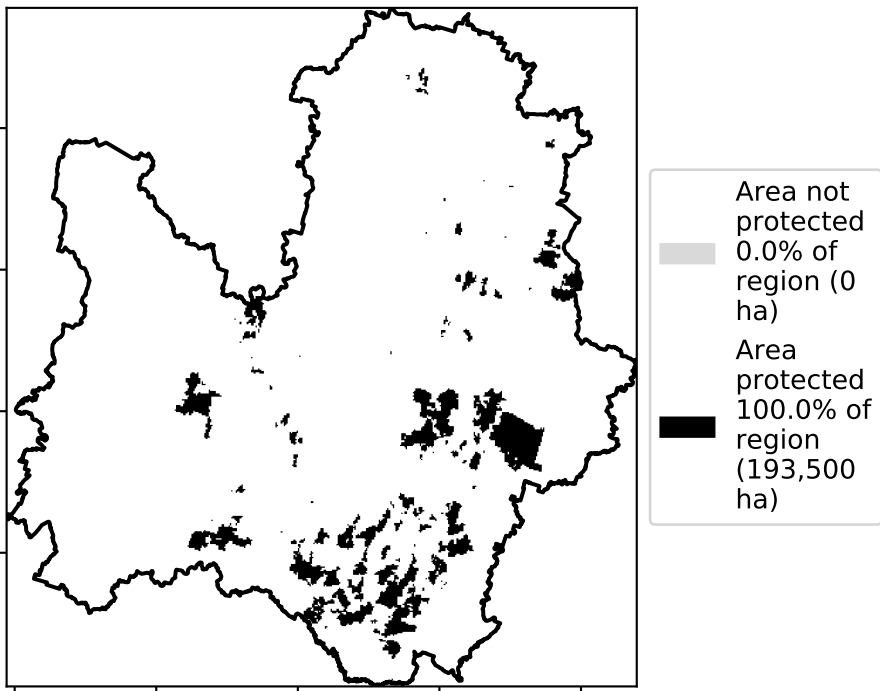 Area not
protected
0.0% of
region (0
ha)
Area
protected
100.0% of
region
(193,500
ha)